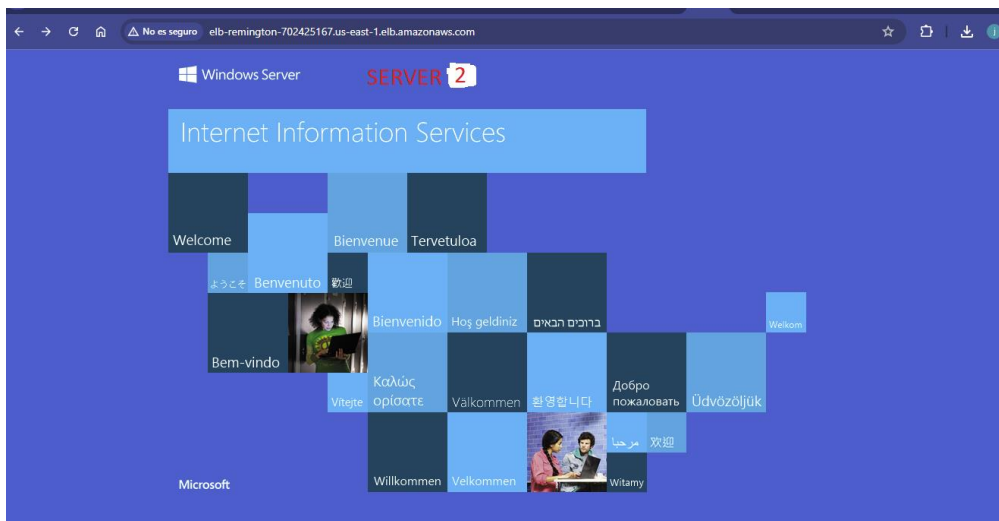 No es seguro elb-remington-702425167.us-east-1.elb.amazonaws.com
Windows Server SERVER 2
Internet Information Services
Welcome Bienvenue Tervetuloa
ようこそ Benvenuto 歡迎
Bienvenido Hoş geldiniz ברוכים הבאים
Welkom
Bem-vindo
Vítejte
Καλώς
ορίσατε
Välkommen 환영합니다
Добро
пожаловать
Üdvözöljük
مرحبا 欢迎
Microsoft
Willkommen Velkommen Witamy